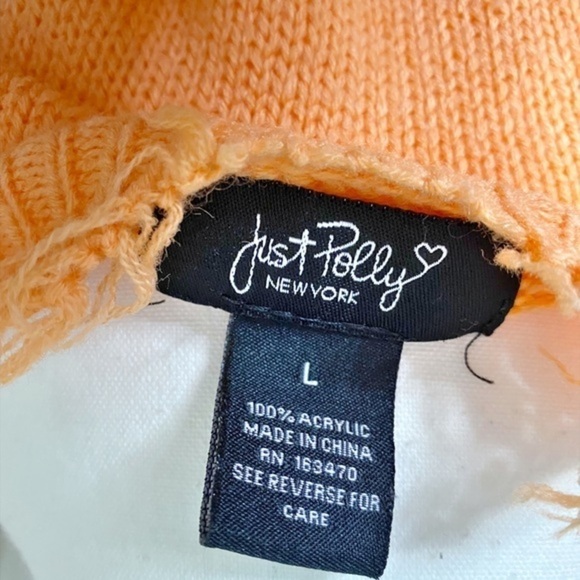 Just Polly
NEW YORK
L
100% ACRYLIC
MADE IN CHINA
RN 163470
SEE REVERSE FOR
CARE